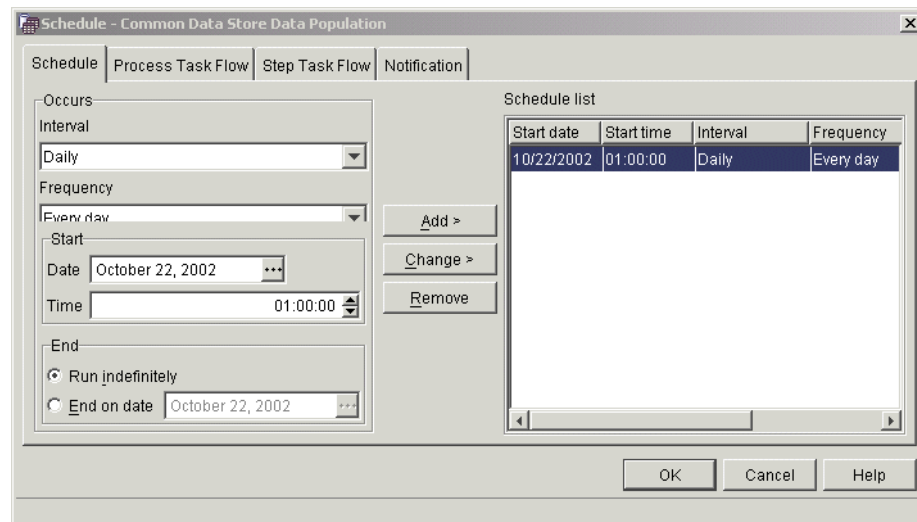 Schedule - Common Data Store Data Population
Schedule Process Task Flow Step Task Flow Notification
Occurs
Interval
Daily
Frequency
Every day
Start
Date October 22, 2002 ...
Time 01:00:00
End
Run indefinitely
End on date October 22, 2002 ...
Add >
Change >
Remove
Schedule list
Start date Start time Interval Frequency
10/22/2002 01:00:00 Daily Every day
OK Cancel Help